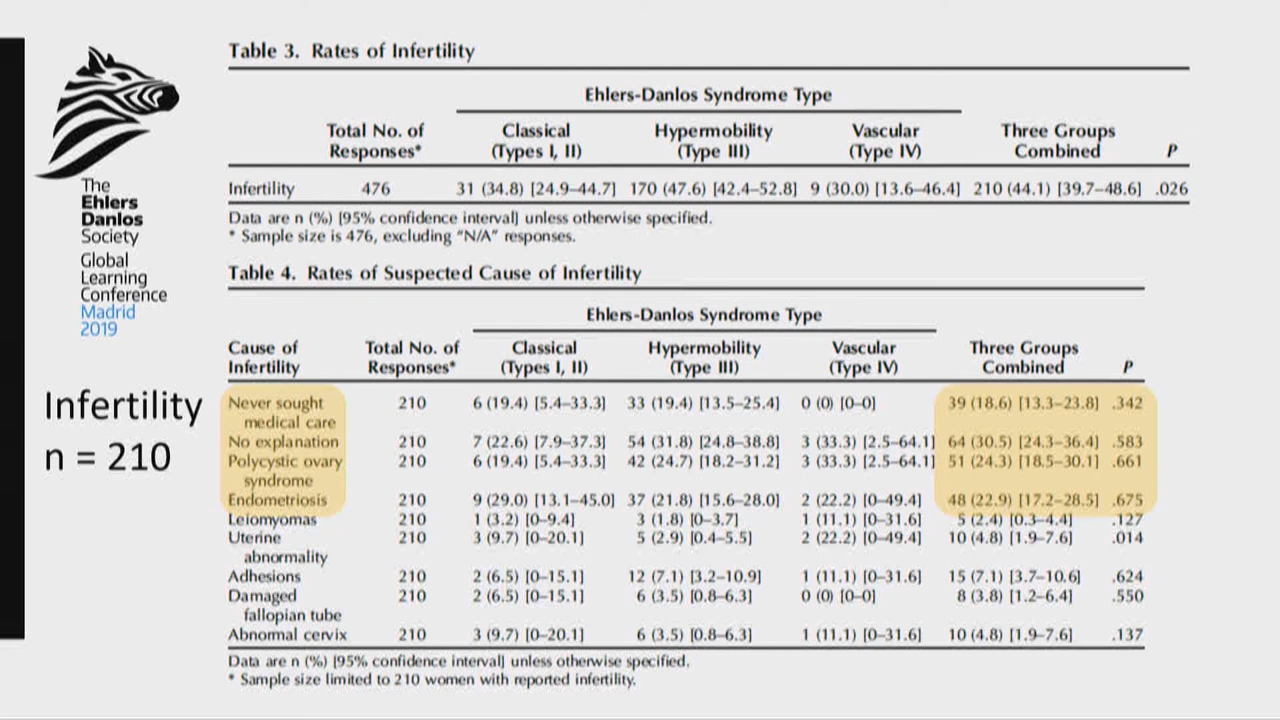 The
Ehlers
Danlos
Society
Global
Learning
Conference
Madrid
2019
Infertility
n = 210
Table 3. Rates of Infertility
Ehlers-Danlos Syndrome Type
Total No. of Responses* Classical (Types I, II) Hypermobility (Type III) Vascular (Type IV) Three Groups Combined P
Infertility 476 31 (34.8) [24.9–44.7] 170 (47.6) [42.4–52.8] 9 (30.0) [13.6–46.4] 210 (44.1) [39.7–48.6] .026
Data are n (%) [95% confidence interval] unless otherwise specified.
* Sample size is 476, excluding “N/A” responses.
Table 4. Rates of Suspected Cause of Infertility
Ehlers-Danlos Syndrome Type
Cause of Infertility Total No. of Responses* Classical (Types I, II) Hypermobility (Type III) Vascular (Type IV) Three Groups Combined P
Never sought medical care 210 6 (19.4) [5.4–33.3] 33 (19.4) [13.5–25.4] 0 (0) [0–0] 39 (18.6) [13.3–23.8] .342
No explanation 210 7 (22.6) [7.9–37.3] 54 (31.8) [24.8–38.8] 3 (33.3) [2.5–64.1] 64 (30.5) [24.3–36.4] .583
Polycystic ovary syndrome 210 6 (19.4) [5.4–33.3] 42 (24.7) [18.2–31.2] 3 (33.3) [2.5–64.1] 51 (24.3) [18.5–30.1] .661
Endometriosis 210 9 (29.0) [13.1–45.0] 37 (21.8) [15.6–28.0] 2 (22.2) [0–49.4] 48 (22.9) [17.2–28.5] .675
Leiomyomas 210 1 (3.2) [0–9.4] 3 (1.8) [0–3.7] 1 (11.1) [0–31.6] 5 (2.4) [0.3–4.4] .127
Uterine abnormality 210 3 (9.7) [0–20.1] 5 (2.9) [0.4–5.5] 2 (22.2) [0–49.4] 10 (4.8) [1.9–7.6] .014
Adhesions 210 2 (6.5) [0–15.1] 12 (7.1) [3.2–10.9] 1 (11.1) [0–31.6] 15 (7.1) [3.7–10.6] .624
Damaged fallopian tube 210 2 (6.5) [0–15.1] 6 (3.5) [0.8–6.3] 0 (0) [0–0] 8 (3.8) [1.2–6.4] .550
Abnormal cervix 210 3 (9.7) [0–20.1] 6 (3.5) [0.8–6.3] 1 (11.1) [0–31.6] 10 (4.8) [1.9–7.6] .137
Data are n (%) [95% confidence interval] unless otherwise specified.
* Sample size limited to 210 women with reported infertility.